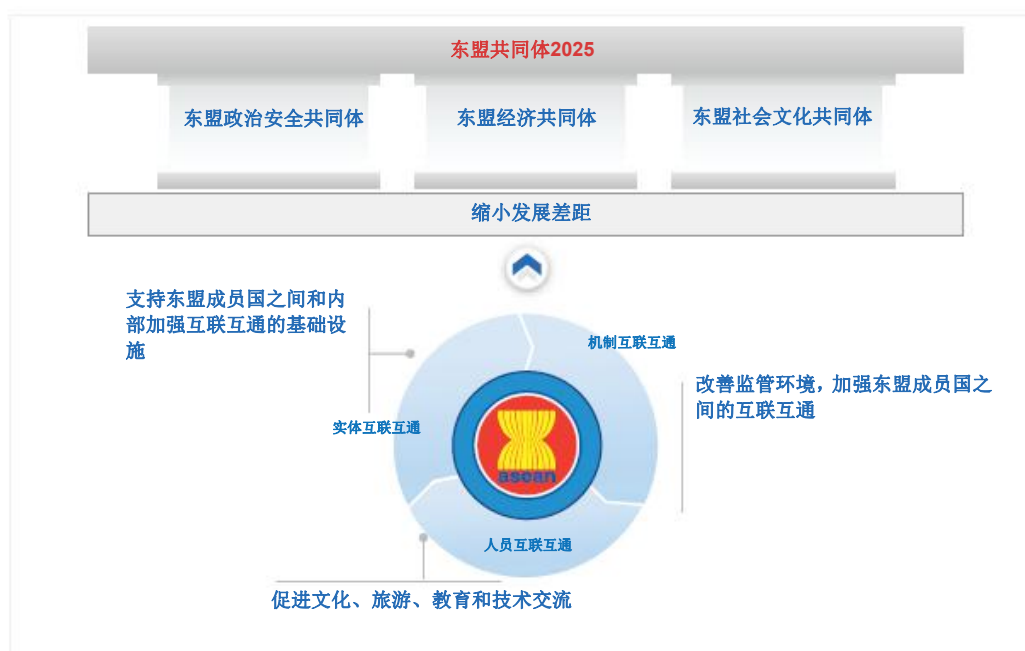 东盟共同体2025
东盟政治安全共同体
东盟经济共同体
东盟社会文化共同体
缩小发展差距
支持东盟成员国之间和内
部加强互联互通的基础设
施
机制互联互通
改善监管环境，加强东盟成员国之
间的互联互通
实体互联互通
asean
人员互联互通
促进文化、旅游、教育和技术交流